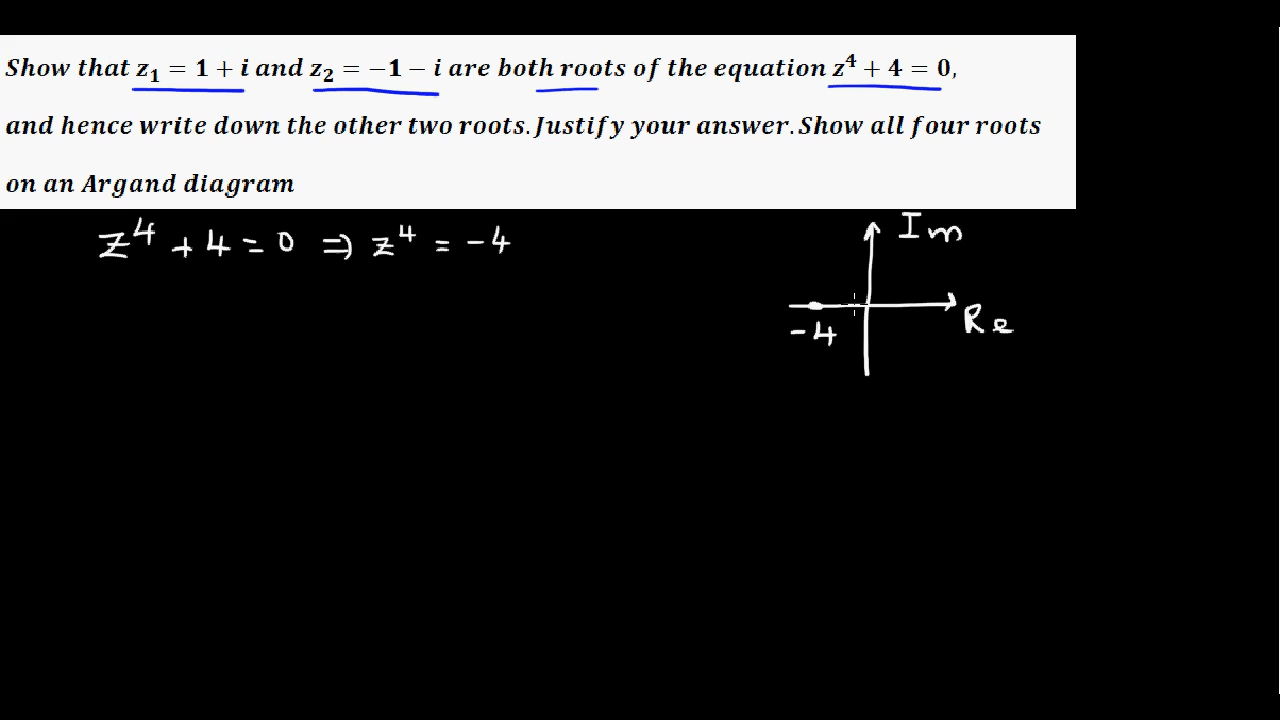 Show that z₁ = 1 + i and z₂ = −1 − i are both roots of the equation z⁴ + 4 = 0,
and hence write down the other two roots. Justify your answer. Show all four roots
on an Argand diagram
z⁴ + 4 = 0 ⇒ z⁴ = −4
Im
Re
−4